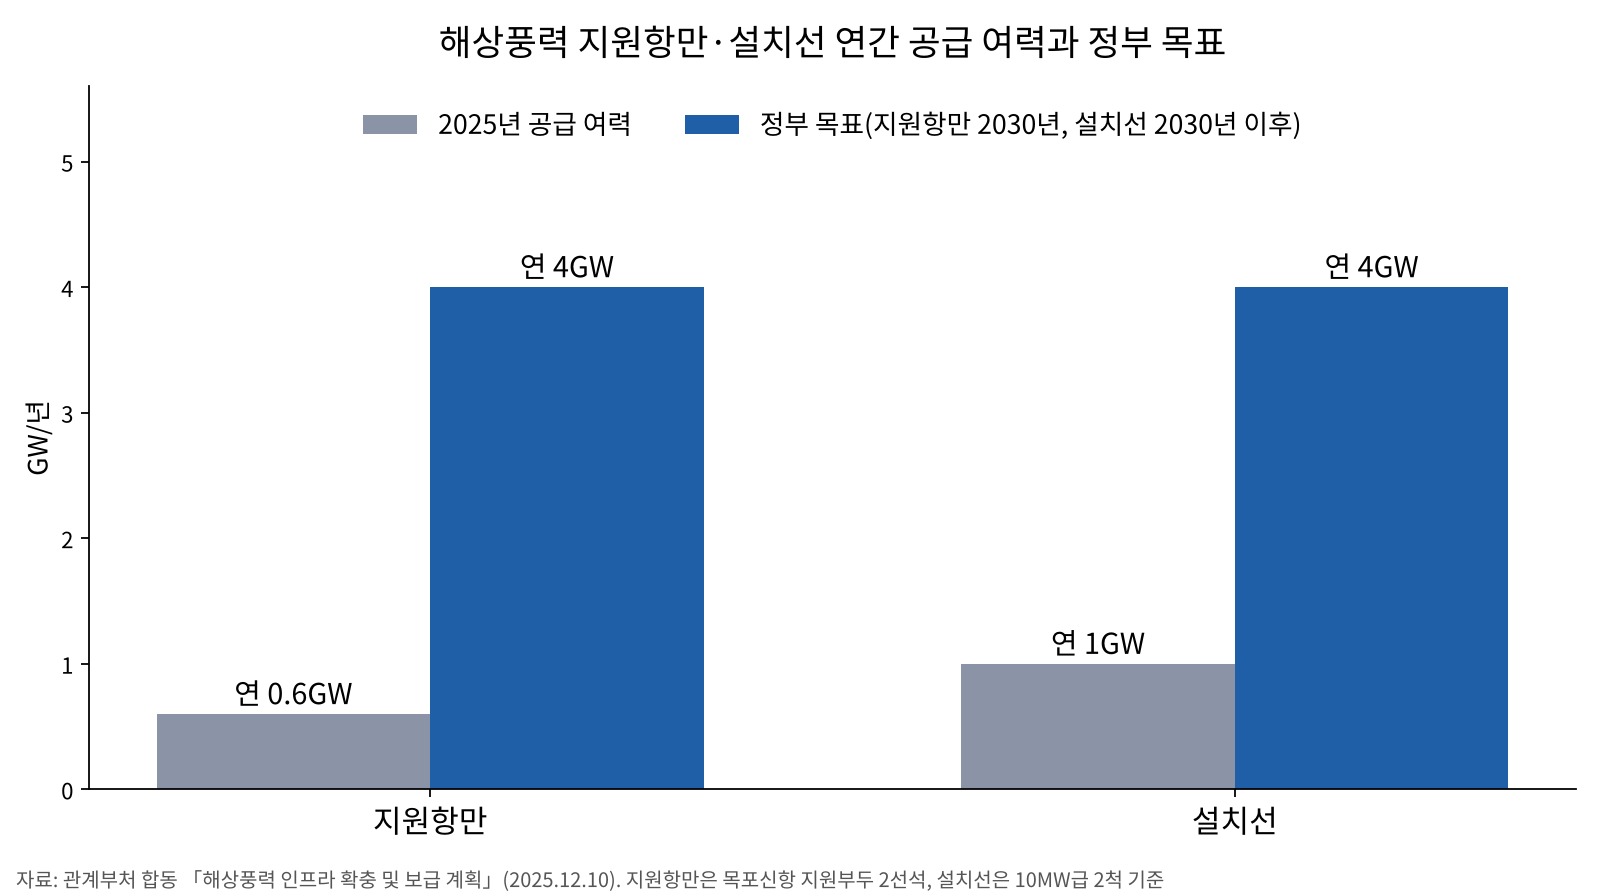 해상풍력 지원항만·설치선 연간 공급 여력과 정부 목표
2025년 공급 여력
정부 목표(지원항만 2030년, 설치선 2030년 이후)
GW/년
5
4
3
2
1
0
연 0.6GW
연 4GW
연 1GW
연 4GW
지원항만
설치선
자료: 관계부처 합동 「해상풍력 인프라 확충 및 보급 계획」(2025.12.10). 지원항만은 목포신항 지원부두 2선석, 설치선은 10MW급 2척 기준